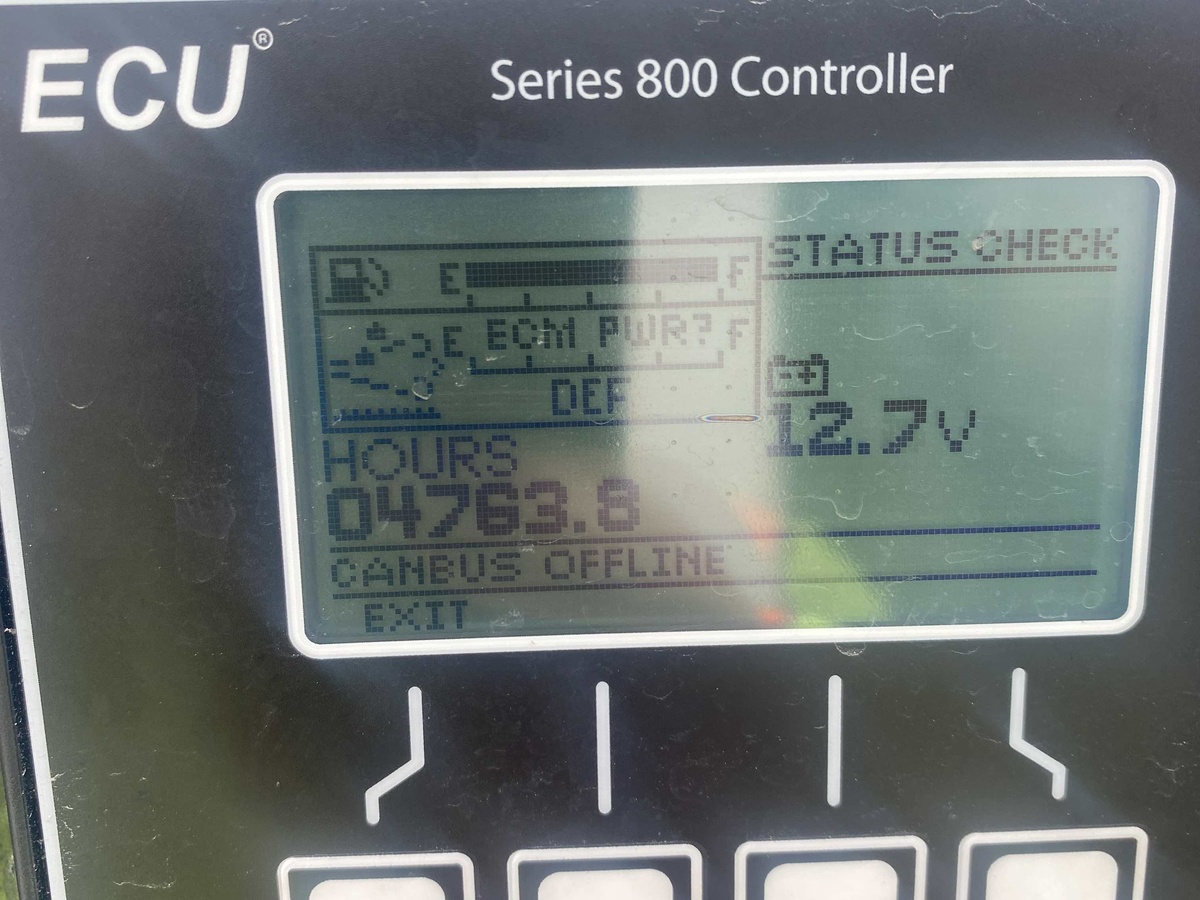 ECU®
Series 800 Controller
STATUS CHECK
E F
E ECM PWR? F
DEF
12.7V
HOURS
04763.8
CANBUS OFFLINE
EXIT